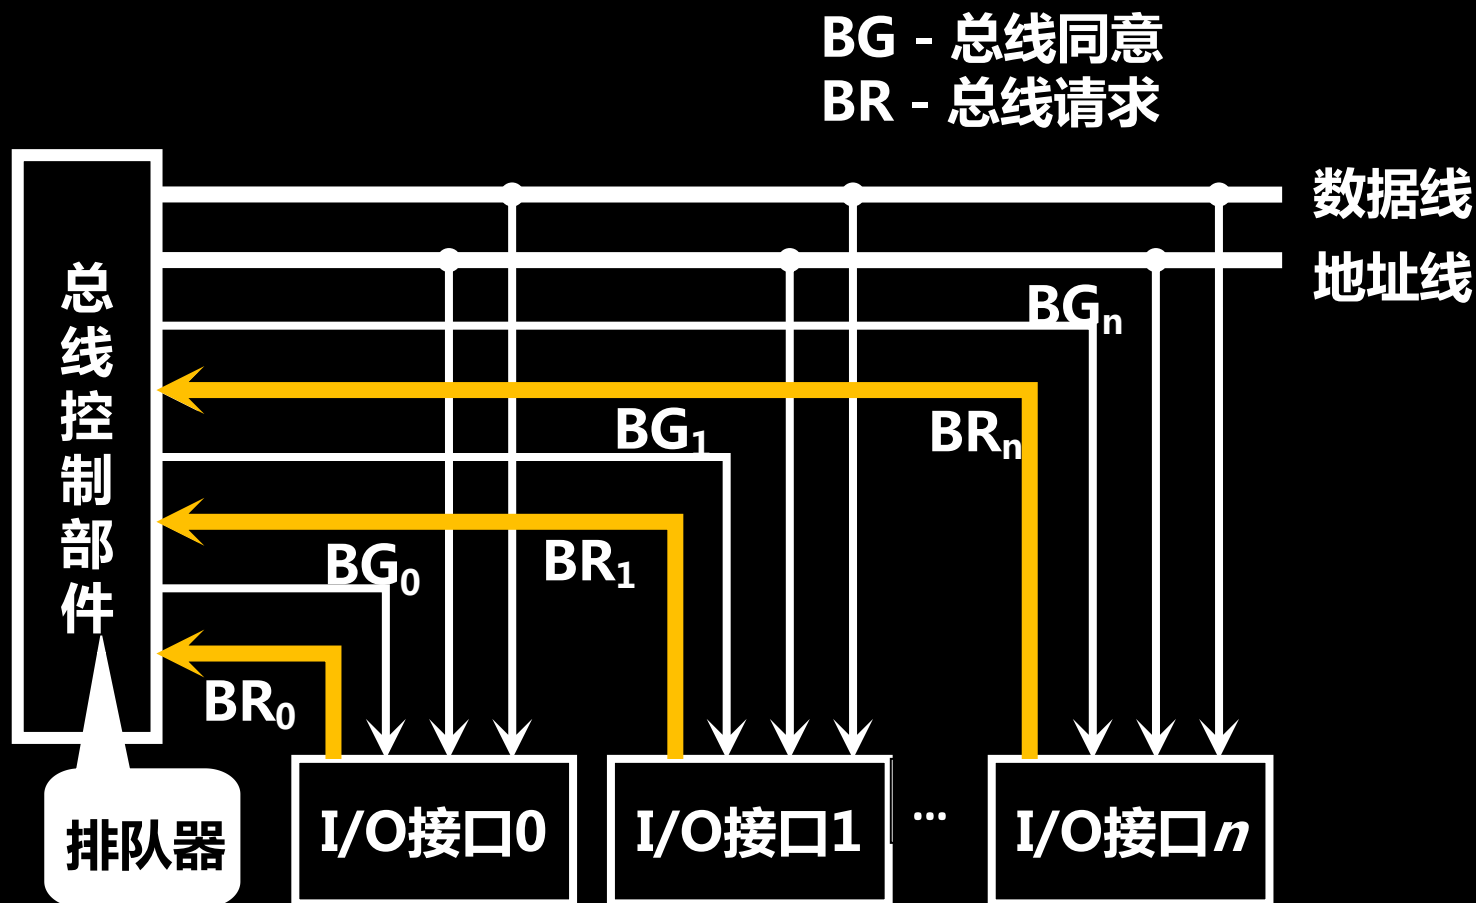 BG - 总线同意
BR - 总线请求
数据线
地址线
总线控制部件
BGn
BG1
BRn
BG0
BR1
BR0
排队器
I/O接口0
I/O接口1
...
I/O接口n